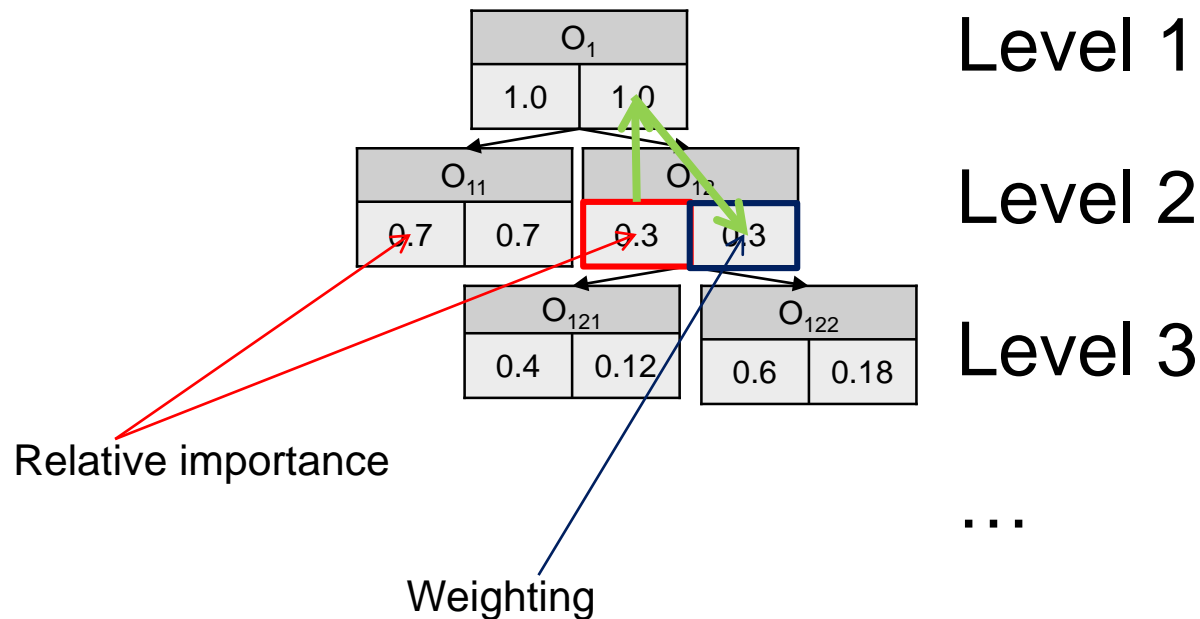 O₁
Level 1
1.0 1.0
O₁₁ O₁₂
Level 2
0.7 0.7 0.3 0.3
O₁₂₁ O₁₂₂
Level 3
0.4 0.12 0.6 0.18
Relative importance
…
Weighting